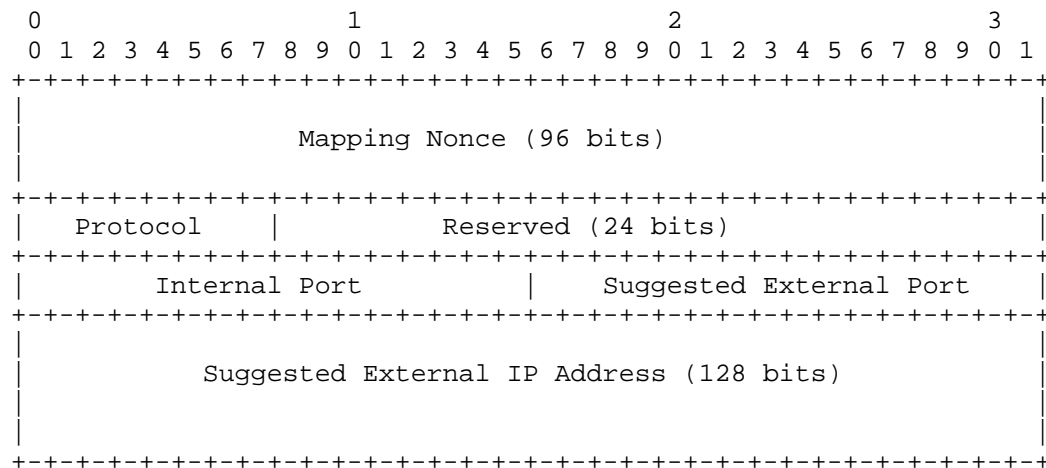 0                   1                   2                   3
 0 1 2 3 4 5 6 7 8 9 0 1 2 3 4 5 6 7 8 9 0 1 2 3 4 5 6 7 8 9 0 1
+-+-+-+-+-+-+-+-+-+-+-+-+-+-+-+-+-+-+-+-+-+-+-+-+-+-+-+-+-+-+-+-+
|                                                               |
|                 Mapping Nonce (96 bits)                       |
|                                                               |
+-+-+-+-+-+-+-+-+-+-+-+-+-+-+-+-+-+-+-+-+-+-+-+-+-+-+-+-+-+-+-+-+
|   Protocol    |          Reserved (24 bits)                   |
+-+-+-+-+-+-+-+-+-+-+-+-+-+-+-+-+-+-+-+-+-+-+-+-+-+-+-+-+-+-+-+-+
|        Internal Port          |    Suggested External Port    |
+-+-+-+-+-+-+-+-+-+-+-+-+-+-+-+-+-+-+-+-+-+-+-+-+-+-+-+-+-+-+-+-+
|                                                               |
|           Suggested External IP Address (128 bits)            |
|                                                               |
|                                                               |
+-+-+-+-+-+-+-+-+-+-+-+-+-+-+-+-+-+-+-+-+-+-+-+-+-+-+-+-+-+-+-+-+